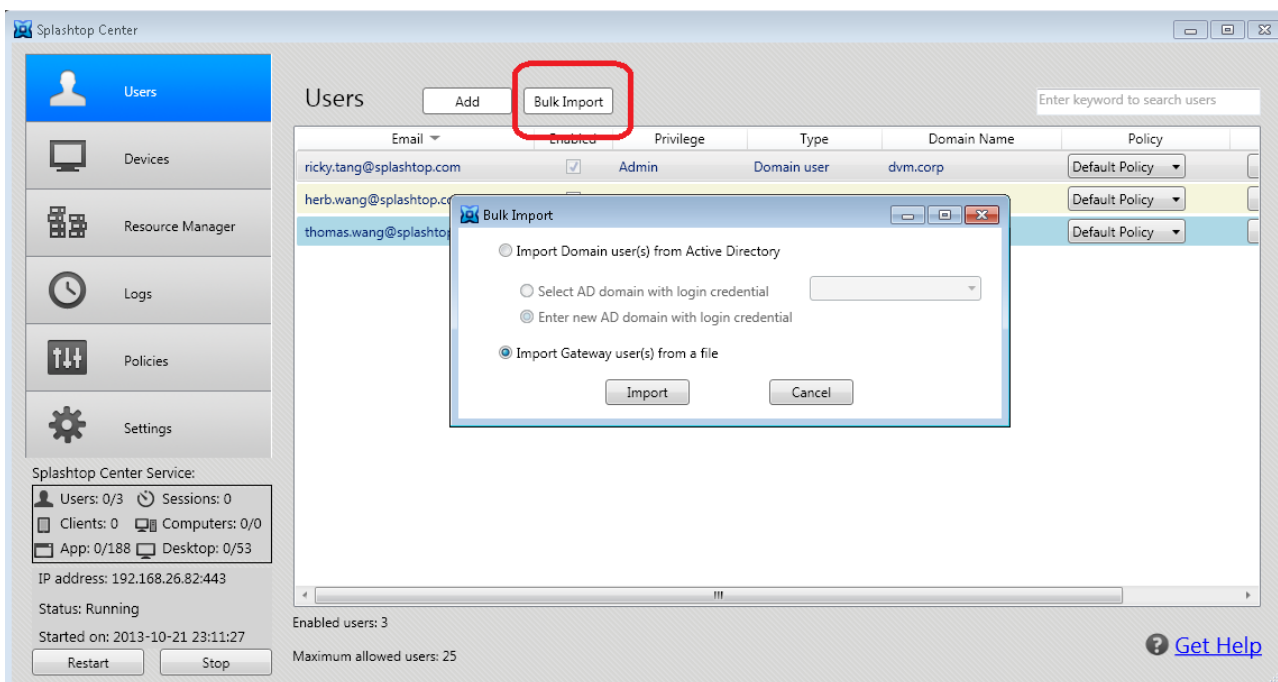 Splashtop Center
Users
Devices
Resource Manager
Logs
Policies
Settings
Splashtop Center Service:
Users: 0/3 Sessions: 0
Clients: 0 Computers: 0/0
App: 0/188 Desktop: 0/53
IP address: 192.168.26.82:443
Status: Running
Started on: 2013-10-21 23:11:27
Restart Stop
Users Add Bulk Import Enter keyword to search users
Email Enabled Privilege Type Domain Name Policy
ricky.tang@splashtop.com Admin Domain user dvm.corp Default Policy
herb.wang@splashtop.co Default Policy
thomas.wang@splashtop Default Policy
Bulk Import
Import Domain user(s) from Active Directory
Select AD domain with login credential
Enter new AD domain with login credential
Import Gateway user(s) from a file
Import Cancel
Enabled users: 3
Maximum allowed users: 25
Get Help